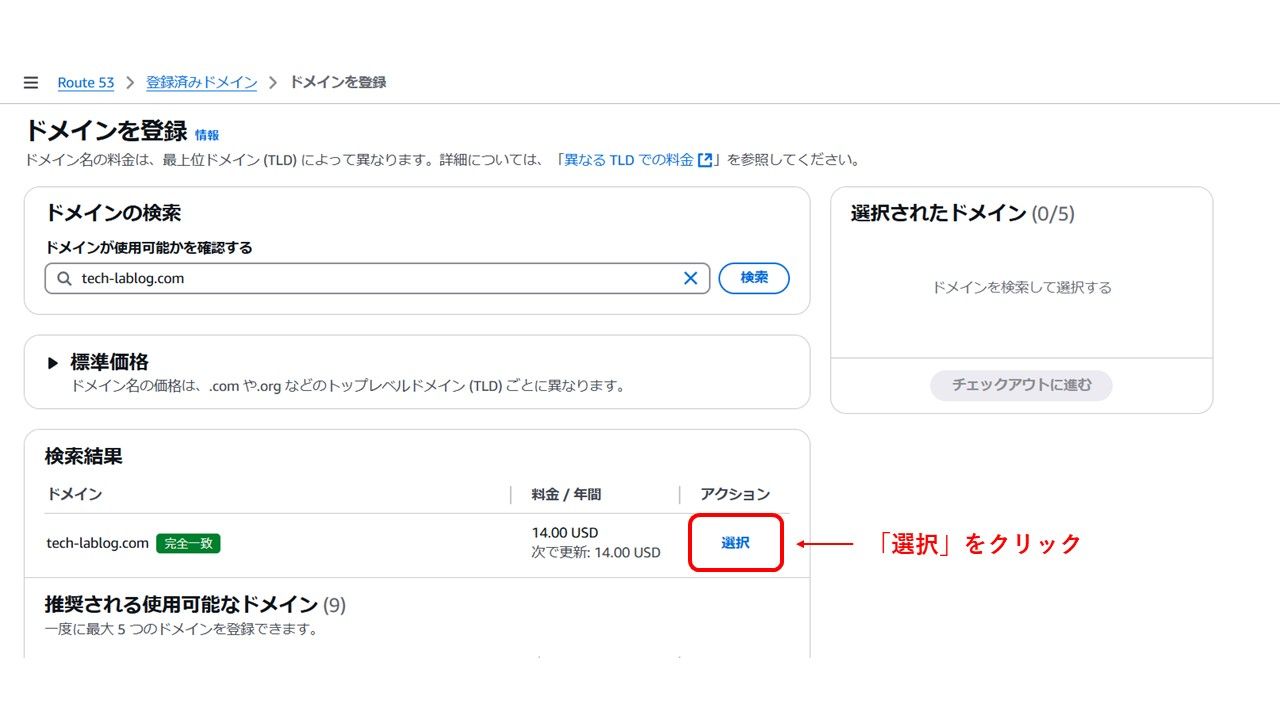 Route 53 > 登録済みドメイン > ドメインを登録
ドメインを登録 情報
ドメイン名の料金は、最上位ドメイン (TLD) によって異なります。詳細については、「異なる TLD での料金」を参照してください。
ドメインの検索
ドメインが使用可能かを確認する
tech-lablog.com
検索
選択されたドメイン (0/5)
ドメインを検索して選択する
チェックアウトに進む
標準価格
ドメイン名の価格は、.com や.org などのトップレベルドメイン (TLD) ごとに異なります。
検索結果
ドメイン 料金 / 年間 アクション
tech-lablog.com 完全一致
14.00 USD
次で更新: 14.00 USD
選択
「選択」をクリック
推奨される使用可能なドメイン (9)
一度に最大 5 つのドメインを登録できます。